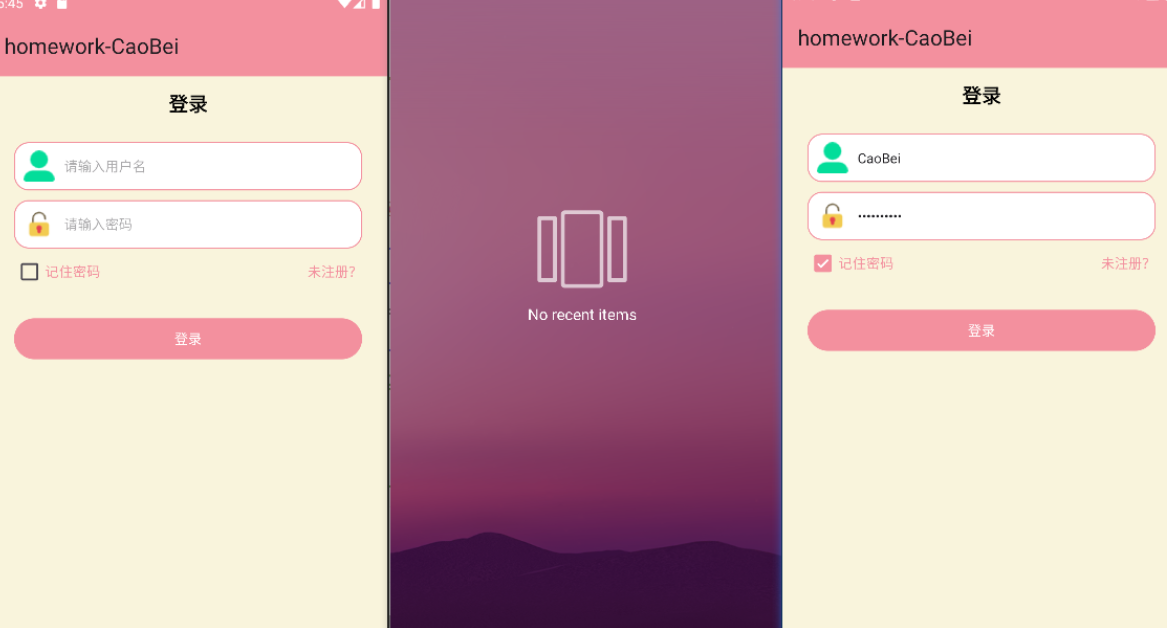 5:45
homework-CaoBei
登录
请输入用户名
请输入密码
记住密码
未注册?
登录
No recent items
homework-CaoBei
登录
CaoBei
••••••••••
记住密码
未注册?
登录